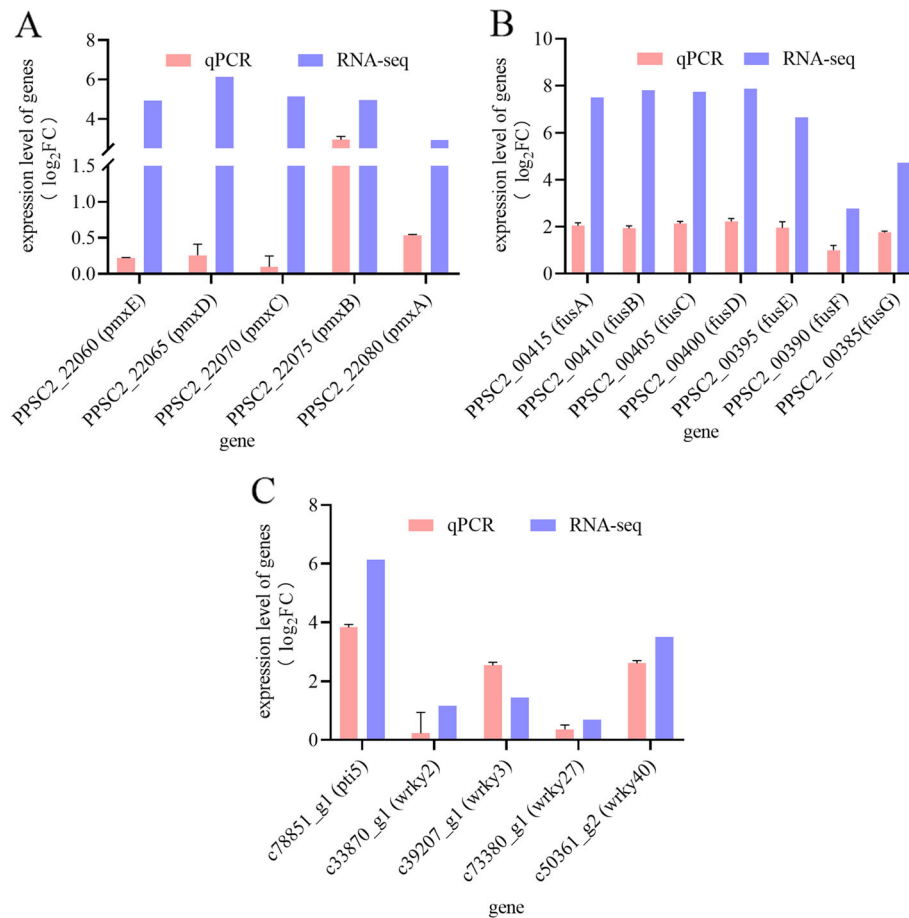 A
qPCR
RNA-seq
expression level of genes
( log2FC)
8
6
4
1.5
1.0
0.5
0.0
PPSC2_22060 (pmxE)
PPSC2_22065 (pmxD)
PPSC2_22070 (pmxC)
PPSC2_22075 (pmxB)
PPSC2_22080 (pmxA)
gene
B
qPCR
RNA-seq
expression level of genes
( log2FC)
10
8
6
4
2
0
PPSC2_00415 (fusA)
PPSC2_00410 (fusB)
PPSC2_00405 (fusC)
PPSC2_00400 (fusD)
PPSC2_00395 (fusE)
PPSC2_00390 (fusF)
PPSC2_00385(fusG)
gene
C
qPCR
RNA-seq
expression level of genes
( log2FC)
8
6
4
2
0
c78851_g1 (pti5)
c33870_g1 (wrky2)
c39207_g1 (wrky3)
c73380_g1 (wrky27)
c50361_g2 (wrky40)
gene